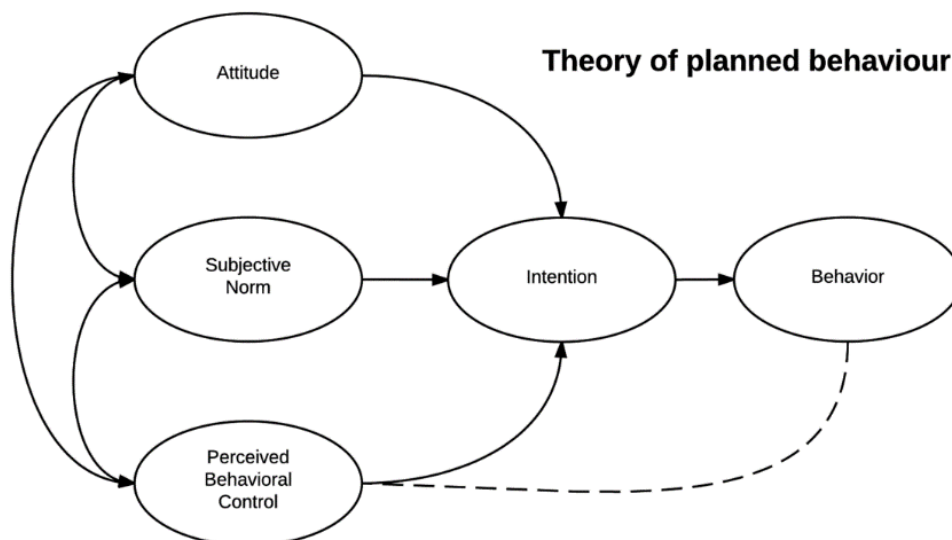 Theory of planned behaviour
Attitude
Subjective
Norm
Intention
Behavior
Perceived
Behavioral
Control